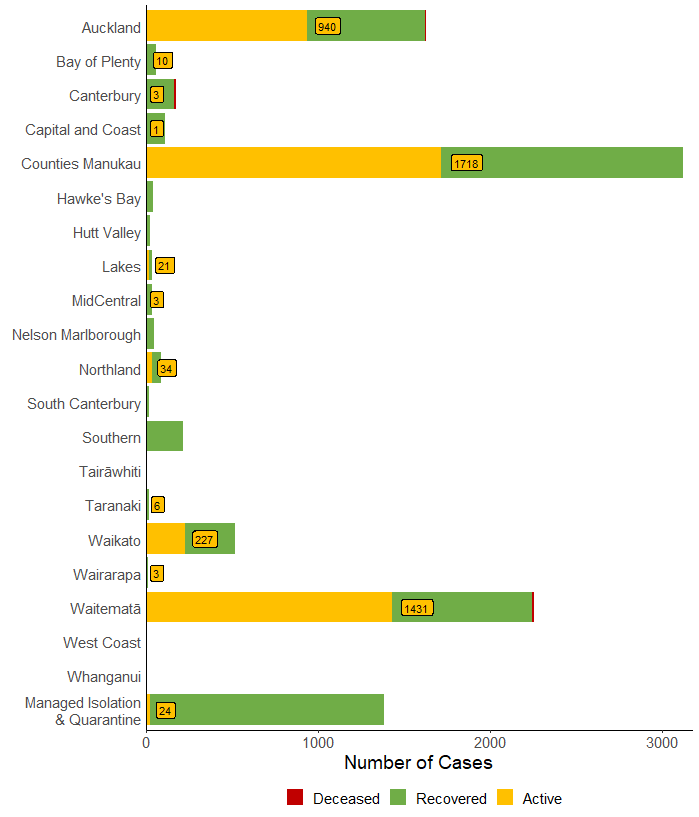 Auckland 940
Bay of Plenty 10
Canterbury 3
Capital and Coast 1
Counties Manukau 1718
Hawke's Bay
Hutt Valley
Lakes 21
MidCentral 3
Nelson Marlborough
Northland 34
South Canterbury
Southern
Tairāwhiti
Taranaki 6
Waikato 227
Wairarapa 3
Waitematā 1431
West Coast
Whanganui
Managed Isolation
& Quarantine 24
0 1000 2000 3000
Number of Cases
Deceased Recovered Active